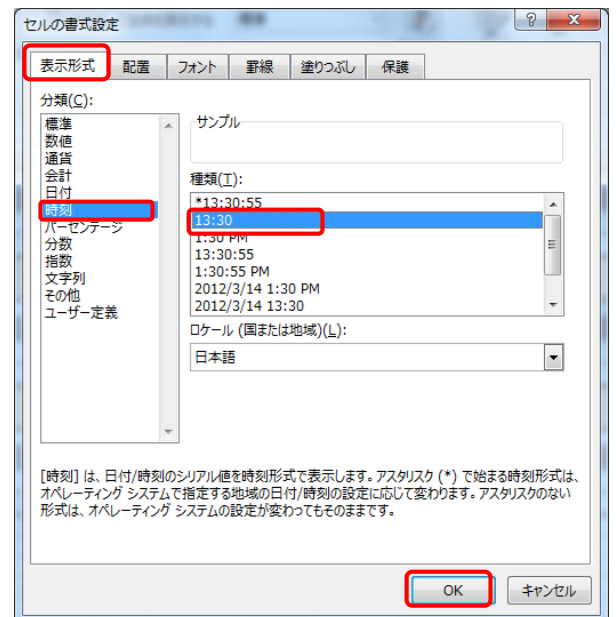 セルの書式設定
表示形式 配置 フォント 罫線 塗りつぶし 保護
分類(C):
標準
数値
通貨
会計
日付
時刻
パーセンテージ
分数
指数
文字列
その他
ユーザー定義
サンプル
種類(T):
*13:30:55
13:30
1:30 PM
13:30:55
1:30:55 PM
2012/3/14 1:30 PM
2012/3/14 13:30
ロケール (国または地域)(L):
日本語
[時刻] は、日付/時刻のシリアル値を時刻形式で表示します。アスタリスク (*) で始まる時刻形式は、
オペレーティング システムで指定する地域の日付/時刻の設定に応じて変わります。アスタリスクのない
形式は、オペレーティング システムの設定が変わってもそのままです。
OK キャンセル